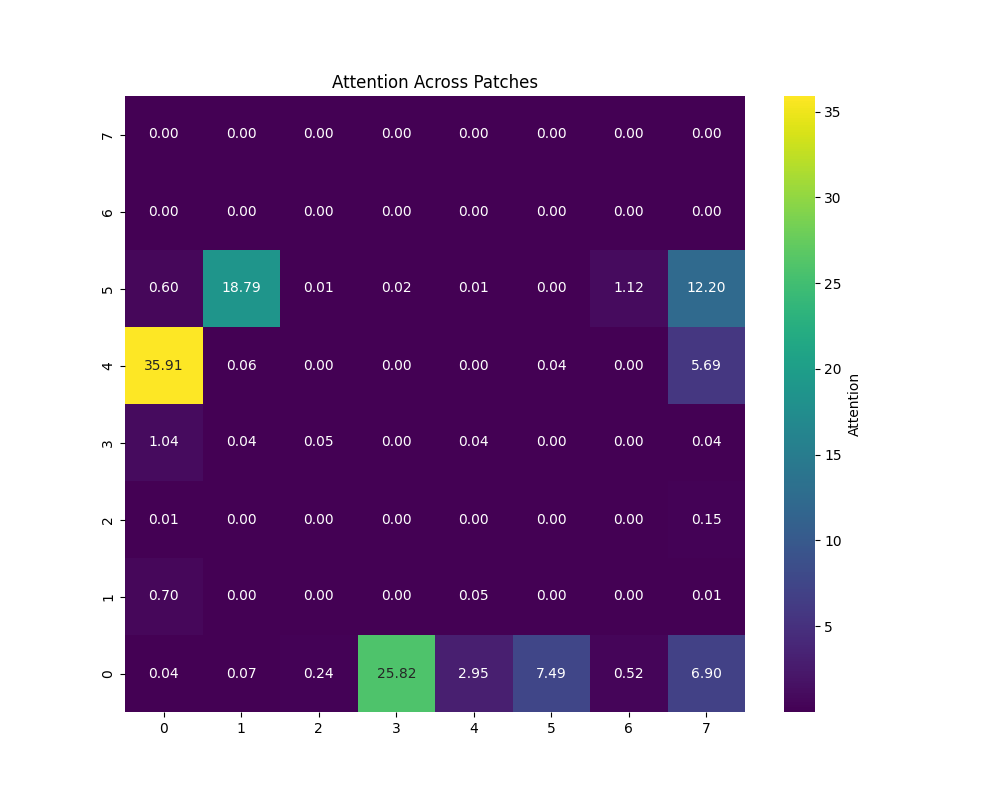 Attention Across Patches
7 0.00 0.00 0.00 0.00 0.00 0.00 0.00 0.00
6 0.00 0.00 0.00 0.00 0.00 0.00 0.00 0.00
5 0.60 18.79 0.01 0.02 0.01 0.00 1.12 12.20
4 35.91 0.06 0.00 0.00 0.00 0.04 0.00 5.69
3 1.04 0.04 0.05 0.00 0.04 0.00 0.00 0.04
2 0.01 0.00 0.00 0.00 0.00 0.00 0.00 0.15
1 0.70 0.00 0.00 0.00 0.05 0.00 0.00 0.01
0 0.04 0.07 0.24 25.82 2.95 7.49 0.52 6.90
0 1 2 3 4 5 6 7
35
30
25
20
15
10
5
Attention